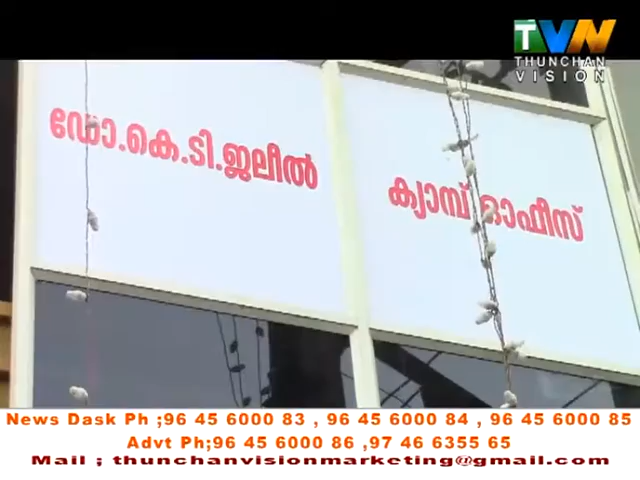 TVN
THUNCHAN
VISION
ഡോ.കെ.ടി.ജലീൽ
ക്യാമ്പ് ഓഫീസ്
News Dask Ph ;96 45 6000 83 , 96 45 6000 84 , 96 45 6000 85
Advt Ph;96 45 6000 86 ,97 46 6355 65
Mail ; thunchanvisionmarketing@gmail.com